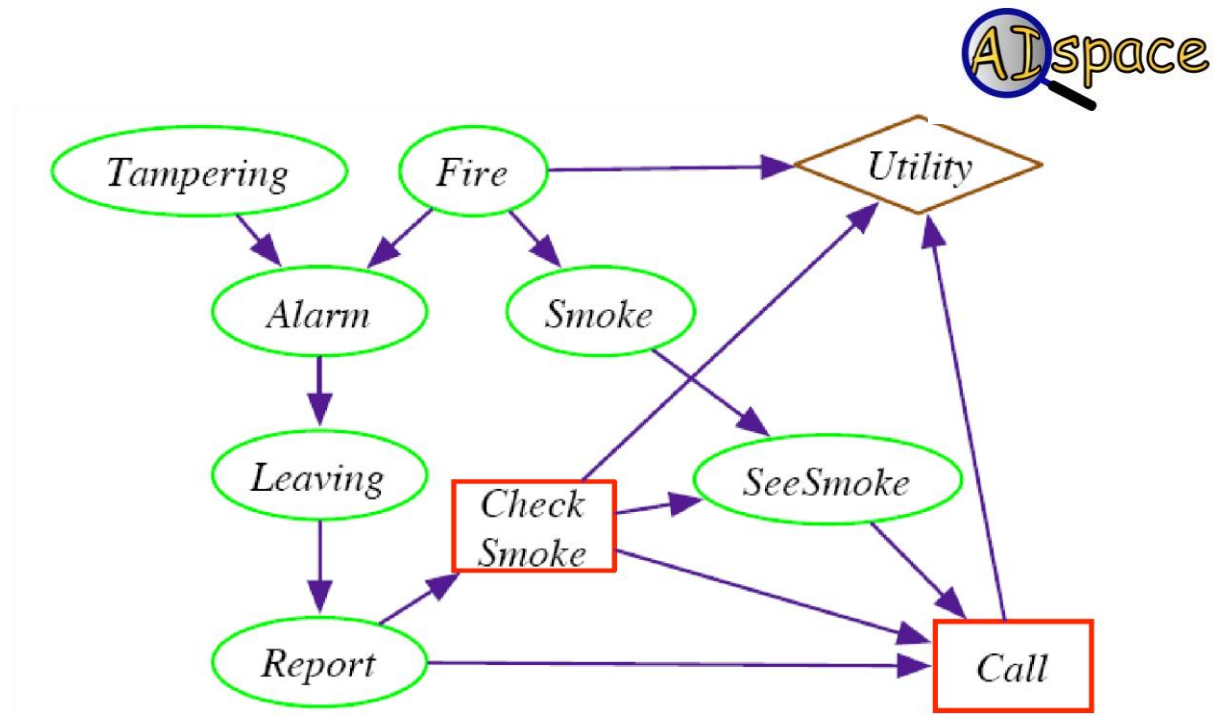 AIspace
Tampering
Fire
Utility
Alarm
Smoke
Leaving
Check
Smoke
SeeSmoke
Report
Call